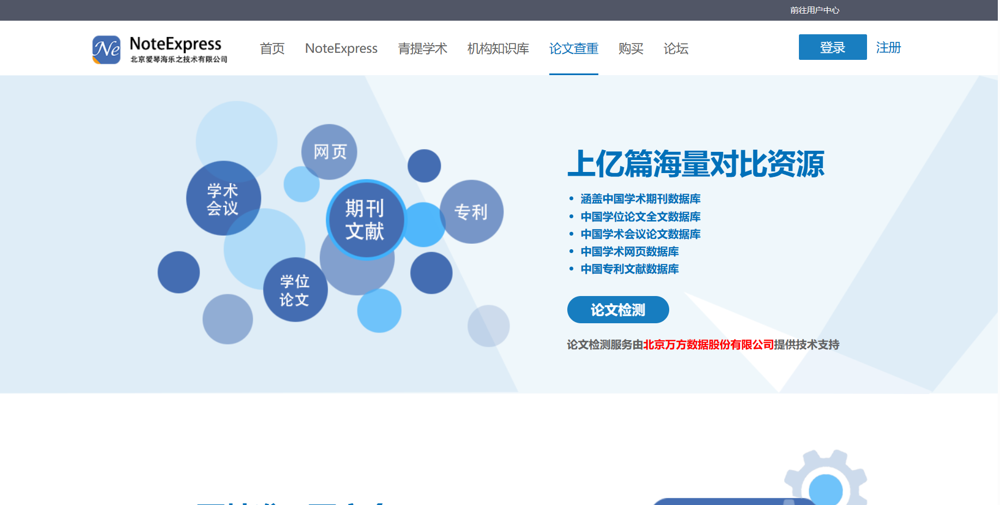 前往用户中心
NoteExpress
北京爱琴海乐之技术有限公司
首页 NoteExpress 青提学术 机构知识库 论文查重 购买 论坛
登录 注册
网页
学术
会议
期刊
文献
专利
学位
论文
上亿篇海量对比资源
涵盖中国学术期刊数据库
中国学位论文全文数据库
中国学术会议论文数据库
中国学术网页数据库
中国专利文献数据库
论文检测
论文检测服务由北京万方数据股份有限公司提供技术支持